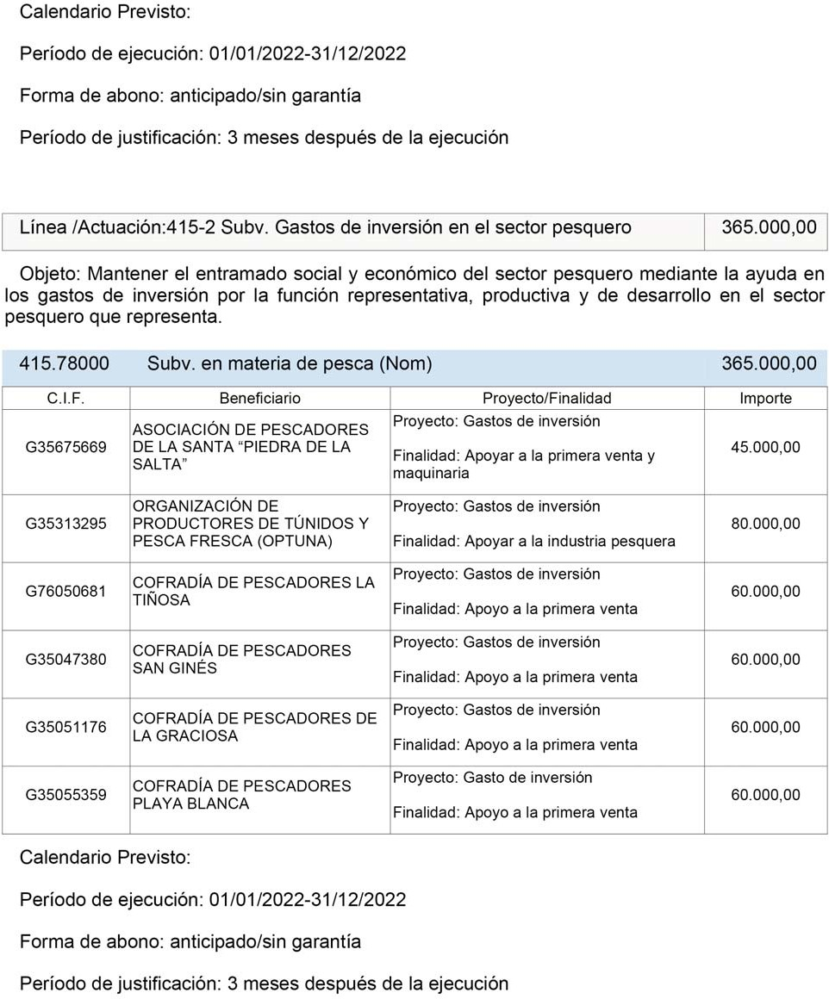 Calendario Previsto:
Período de ejecución: 01/01/2022-31/12/2022
Forma de abono: anticipado/sin garantía
Período de justificación: 3 meses después de la ejecución
Línea /Actuación:415-2 Subv. Gastos de inversión en el sector pesquero 365.000,00
Objeto: Mantener el entramado social y económico del sector pesquero mediante la ayuda en
los gastos de inversión por la función representativa, productiva y de desarrollo en el sector
pesquero que representa.
415.78000 Subv. en materia de pesca (Nom) 365.000,00
C.I.F. Beneficiario Proyecto/Finalidad Importe
G35675669
ASOCIACIÓN DE PESCADORES
DE LA SANTA “PIEDRA DE LA
SALTA”
Proyecto: Gastos de inversión
Finalidad: Apoyar a la primera venta y
maquinaria
45.000,00
G35313295
ORGANIZACIÓN DE
PRODUCTORES DE TÚNIDOS Y
PESCA FRESCA (OPTUNA)
Proyecto: Gastos de inversión
Finalidad: Apoyar a la industria pesquera
80.000,00
G76050681
COFRADÍA DE PESCADORES LA
TIÑOSA
Proyecto: Gastos de inversión
Finalidad: Apoyo a la primera venta
60.000,00
G35047380
COFRADÍA DE PESCADORES
SAN GINÉS
Proyecto: Gastos de inversión
Finalidad: Apoyo a la primera venta
60.000,00
G35051176
COFRADÍA DE PESCADORES DE
LA GRACIOSA
Proyecto: Gastos de inversión
Finalidad: Apoyo a la primera venta
60.000,00
G35055359
COFRADÍA DE PESCADORES
PLAYA BLANCA
Proyecto: Gasto de inversión
Finalidad: Apoyo a la primera venta
60.000,00
Calendario Previsto:
Período de ejecución: 01/01/2022-31/12/2022
Forma de abono: anticipado/sin garantía
Período de justificación: 3 meses después de la ejecución